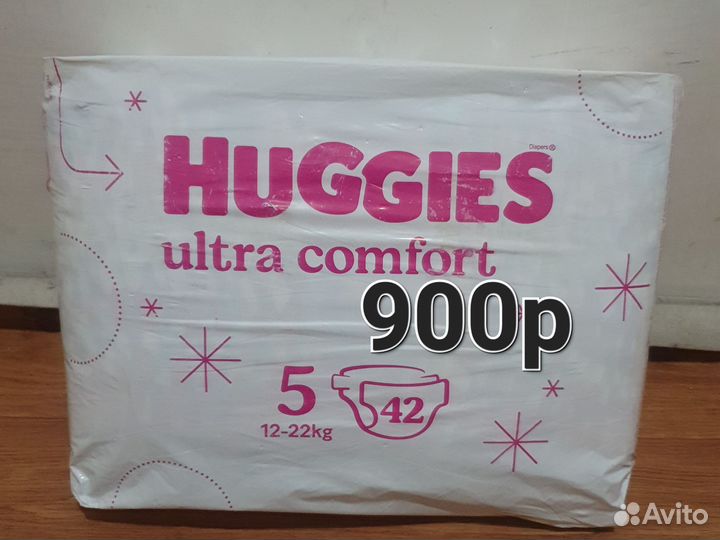 Diapers
HUGGIES
ultra comfort
900р
5
42
12-22kg
Avito